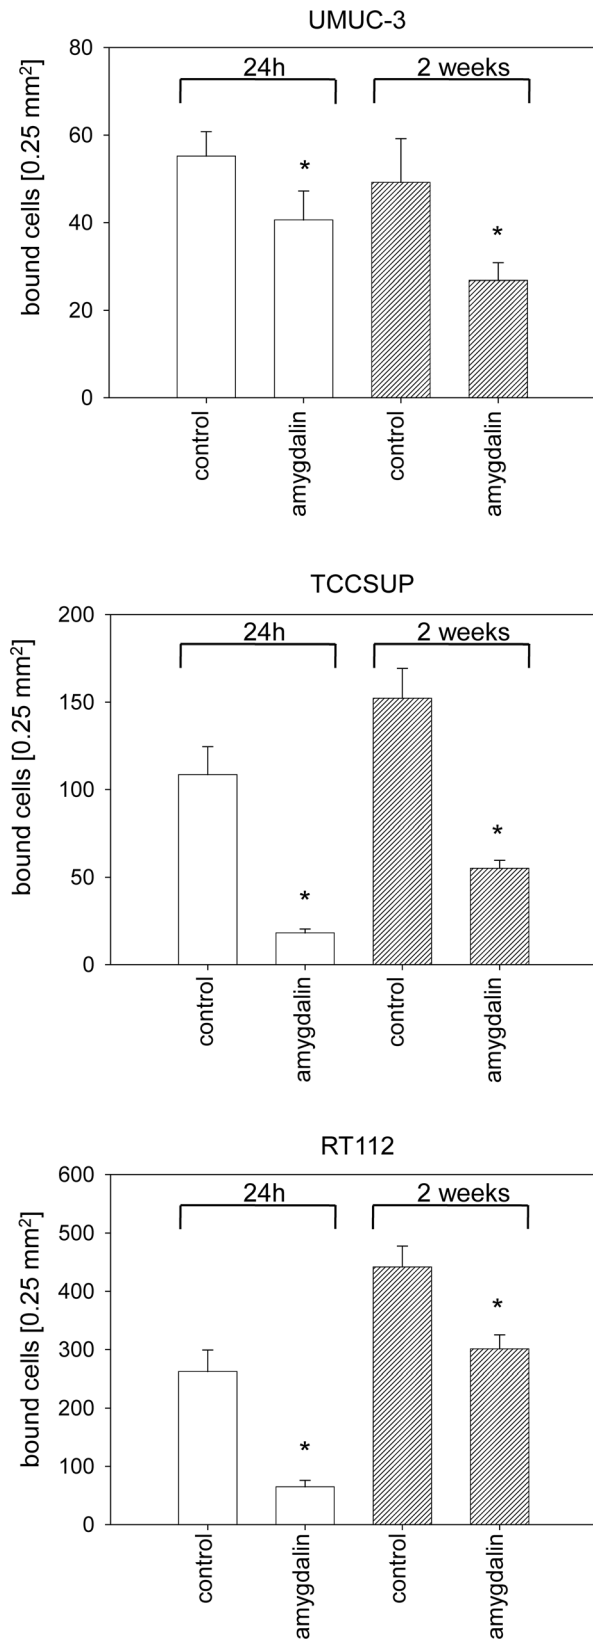 UMUC-3
bound cells [0.25 mm²]
80
60
40
20
0
24h
2 weeks
*
*
control
amygdalin
control
amygdalin
TCCSUP
bound cells [0.25 mm²]
200
150
100
50
0
24h
2 weeks
*
*
control
amygdalin
control
amygdalin
RT112
bound cells [0.25 mm²]
600
500
400
300
200
100
0
24h
2 weeks
*
*
control
amygdalin
control
amygdalin